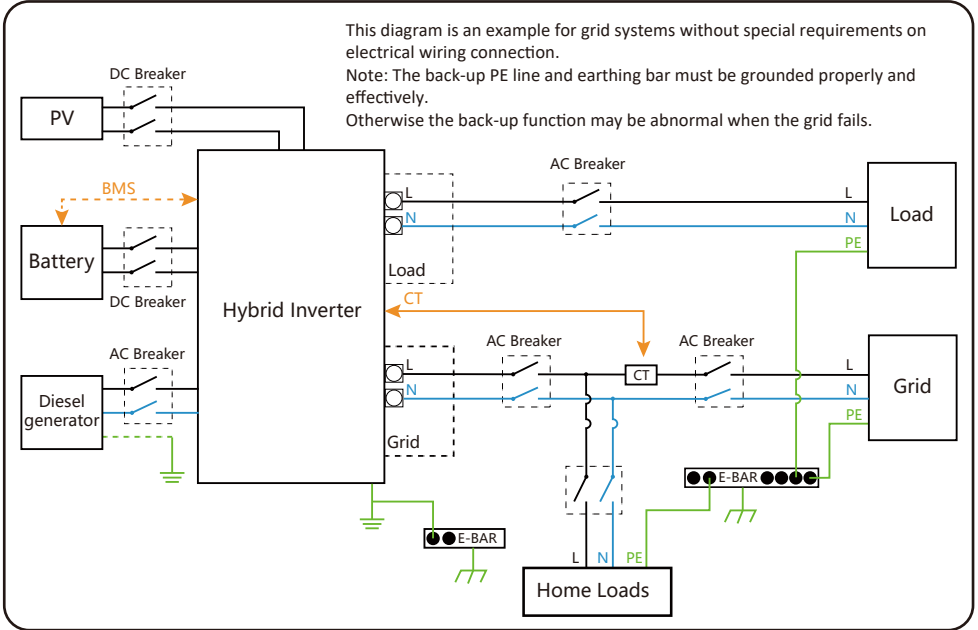 This diagram is an example for grid systems without special requirements on
electrical wiring connection.
Note: The back-up PE line and earthing bar must be grounded properly and
effectively.
Otherwise the back-up function may be abnormal when the grid fails.
DC Breaker
PV
AC Breaker
BMS
L
L
N
N
Load
PE
Battery
Load
DC Breaker
CT
Hybrid Inverter
AC Breaker
AC Breaker
AC Breaker
L
CT
L
N
N
Grid
Diesel
generator
PE
Grid
E-BAR
E-BAR
L
N
PE
Home Loads